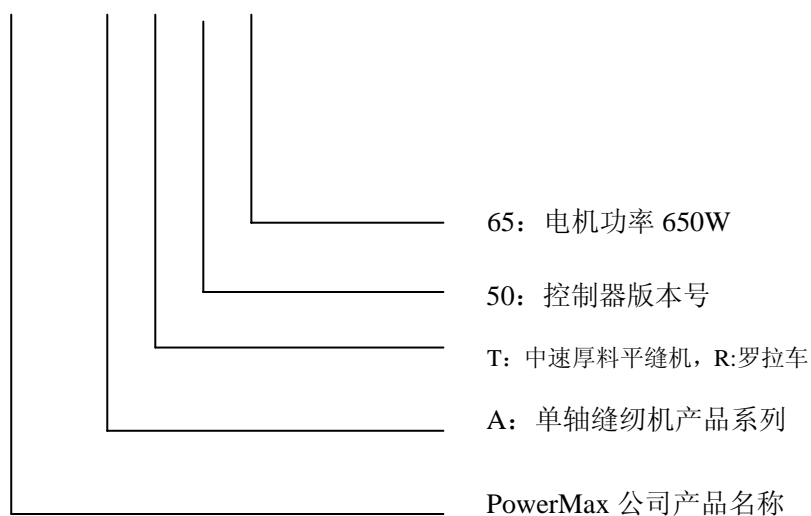 65：电机功率 650W
50：控制器版本号
T：中速厚料平缝机，R:罗拉车
A：单轴缝纫机产品系列
PowerMax 公司产品名称